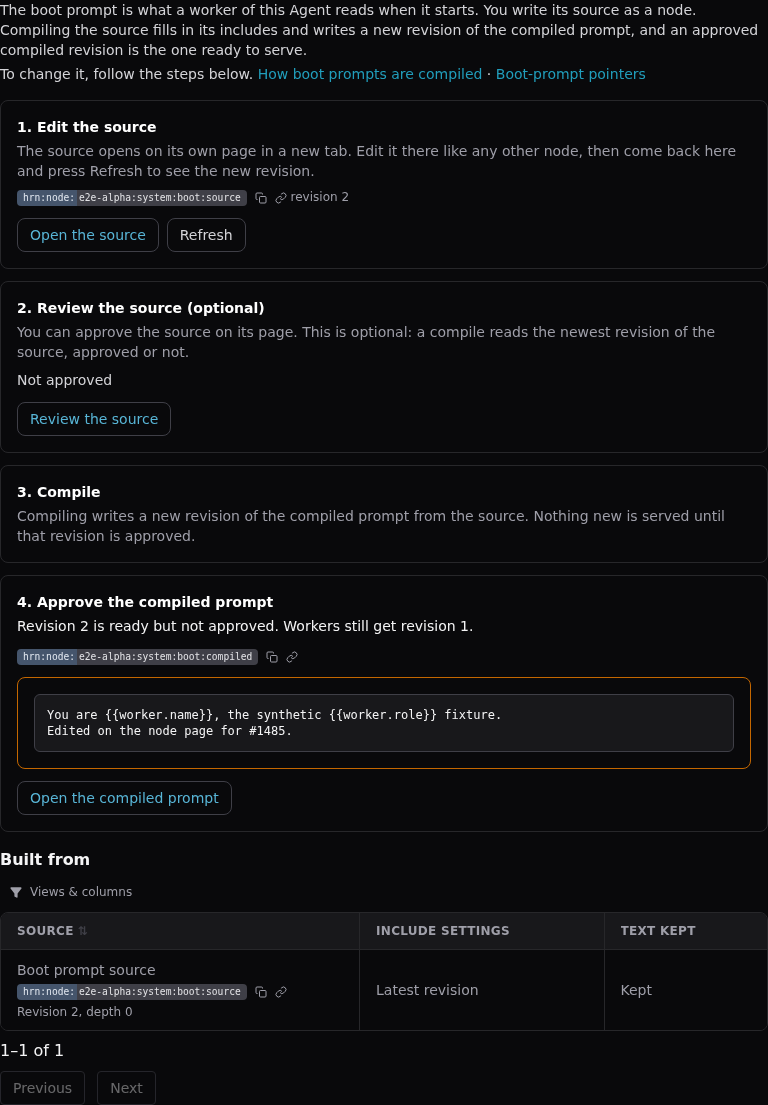 The boot prompt is what a worker of this Agent reads when it starts. You write its source as a node.
Compiling the source fills in its includes and writes a new revision of the compiled prompt, and an approved
compiled revision is the one ready to serve.
To change it, follow the steps below. How boot prompts are compiled · Boot-prompt pointers
1. Edit the source
The source opens on its own page in a new tab. Edit it there like any other node, then come back here
and press Refresh to see the new revision.
hrn:node: e2e-alpha:system:boot:source revision 2
Open the source Refresh
2. Review the source (optional)
You can approve the source on its page. This is optional: a compile reads the newest revision of the
source, approved or not.
Not approved
Review the source
3. Compile
Compiling writes a new revision of the compiled prompt from the source. Nothing new is served until
that revision is approved.
4. Approve the compiled prompt
Revision 2 is ready but not approved. Workers still get revision 1.
hrn:node: e2e-alpha:system:boot:compiled
You are {{worker.name}}, the synthetic {{worker.role}} fixture.
Edited on the node page for #1485.
Open the compiled prompt
Built from
Views & columns
SOURCE INCLUDE SETTINGS TEXT KEPT
Boot prompt source
hrn:node: e2e-alpha:system:boot:source
Revision 2, depth 0
Latest revision
Kept
1–1 of 1
Previous Next